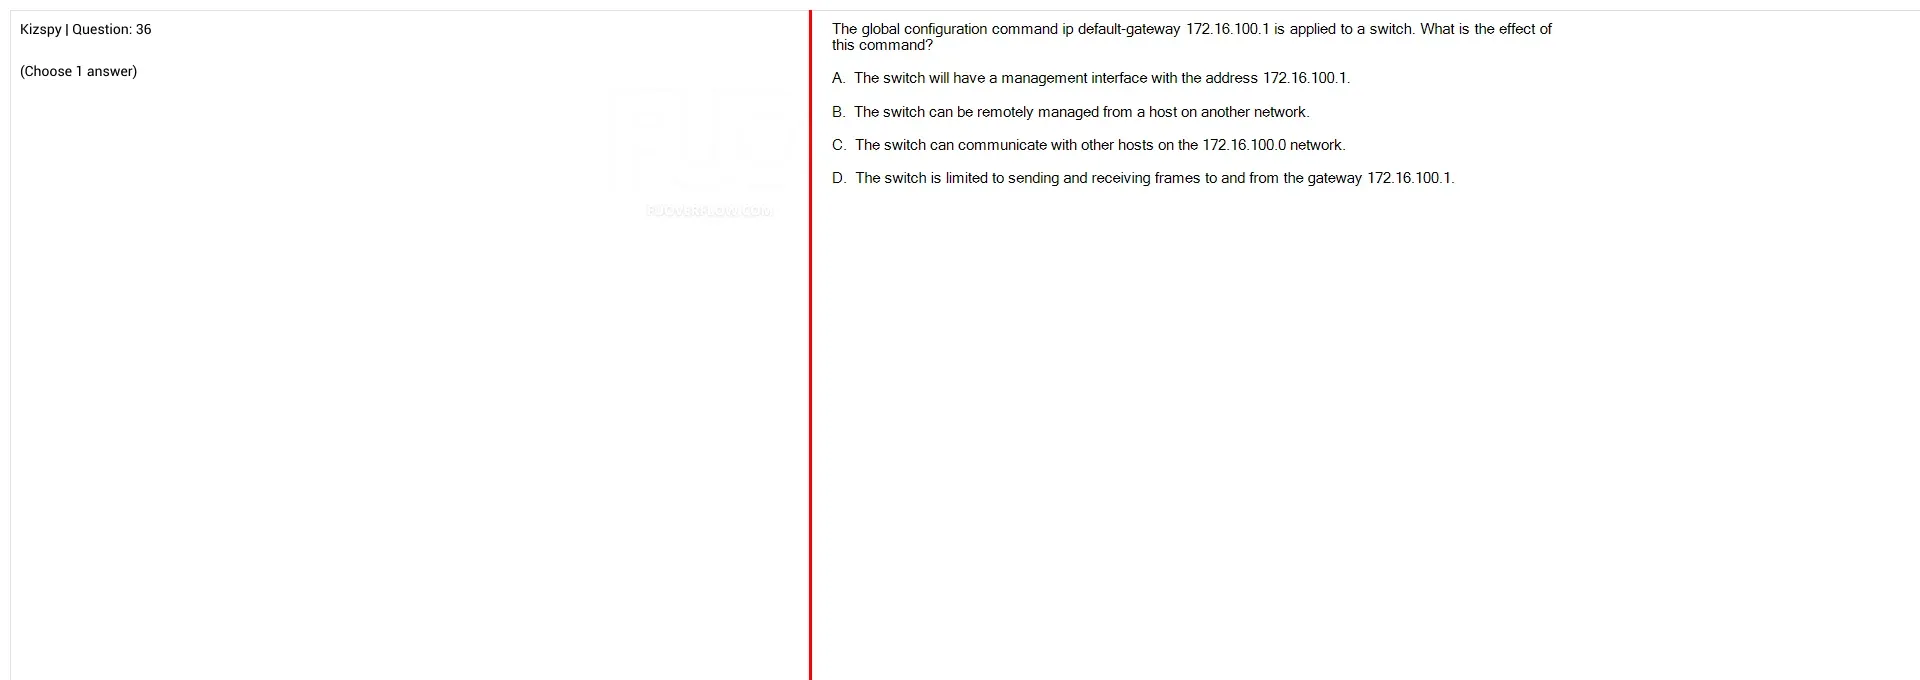 Kizspy | Question: 36
(Choose 1 answer)
FUOVERFLOW.COM
The global configuration command ip default-gateway 172.16.100.1 is applied to a switch. What is the effect of
this command?
A. The switch will have a management interface with the address 172.16.100.1.
B. The switch can be remotely managed from a host on another network.
C. The switch can communicate with other hosts on the 172.16.100.0 network.
D. The switch is limited to sending and receiving frames to and from the gateway 172.16.100.1.